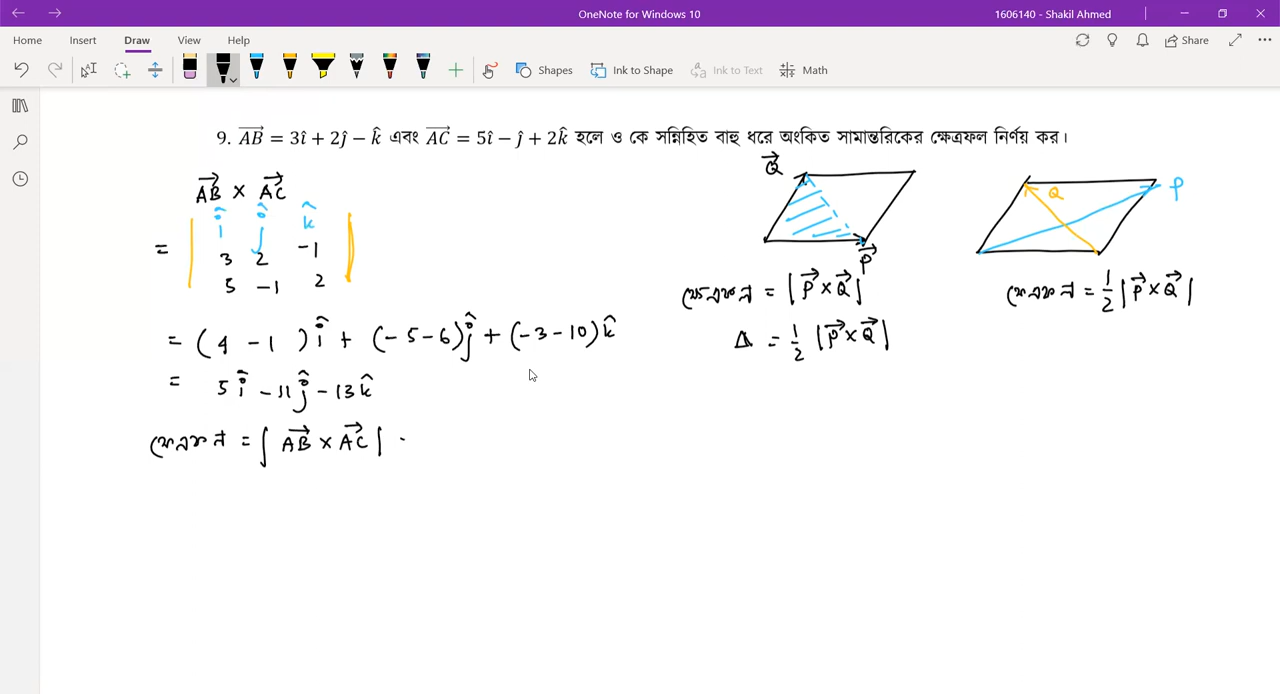 OneNote for Windows 10
1606140 - Shakil Ahmed
Home Insert Draw View Help
Share
Shapes Ink to Shape Ink to Text Math
9. AB⃗ = 3î + 2ĵ − k̂ এবং AC⃗ = 5î − ĵ + 2k̂ হলে ও কে সন্নিহিত বাহু ধরে অংকিত সামান্তরিকের ক্ষেত্রফল নির্ণয় কর।
AB⃗ × AC⃗
= | î ĵ k̂
3 2 -1
5 -1 2 |
= (4 - 1 ) î + (-5-6) ĵ + (-3-10) k̂
= 5î - 11ĵ - 13k̂
ক্ষেত্রফল = | AB⃗ × AC⃗ |
Q⃗
P⃗
ক্ষেত্রফল = |P⃗ × Q⃗|
Δ = 1/2 |P⃗ × Q⃗|
Q
P
ক্ষেত্রফল = 1/2 |P⃗ × Q⃗|